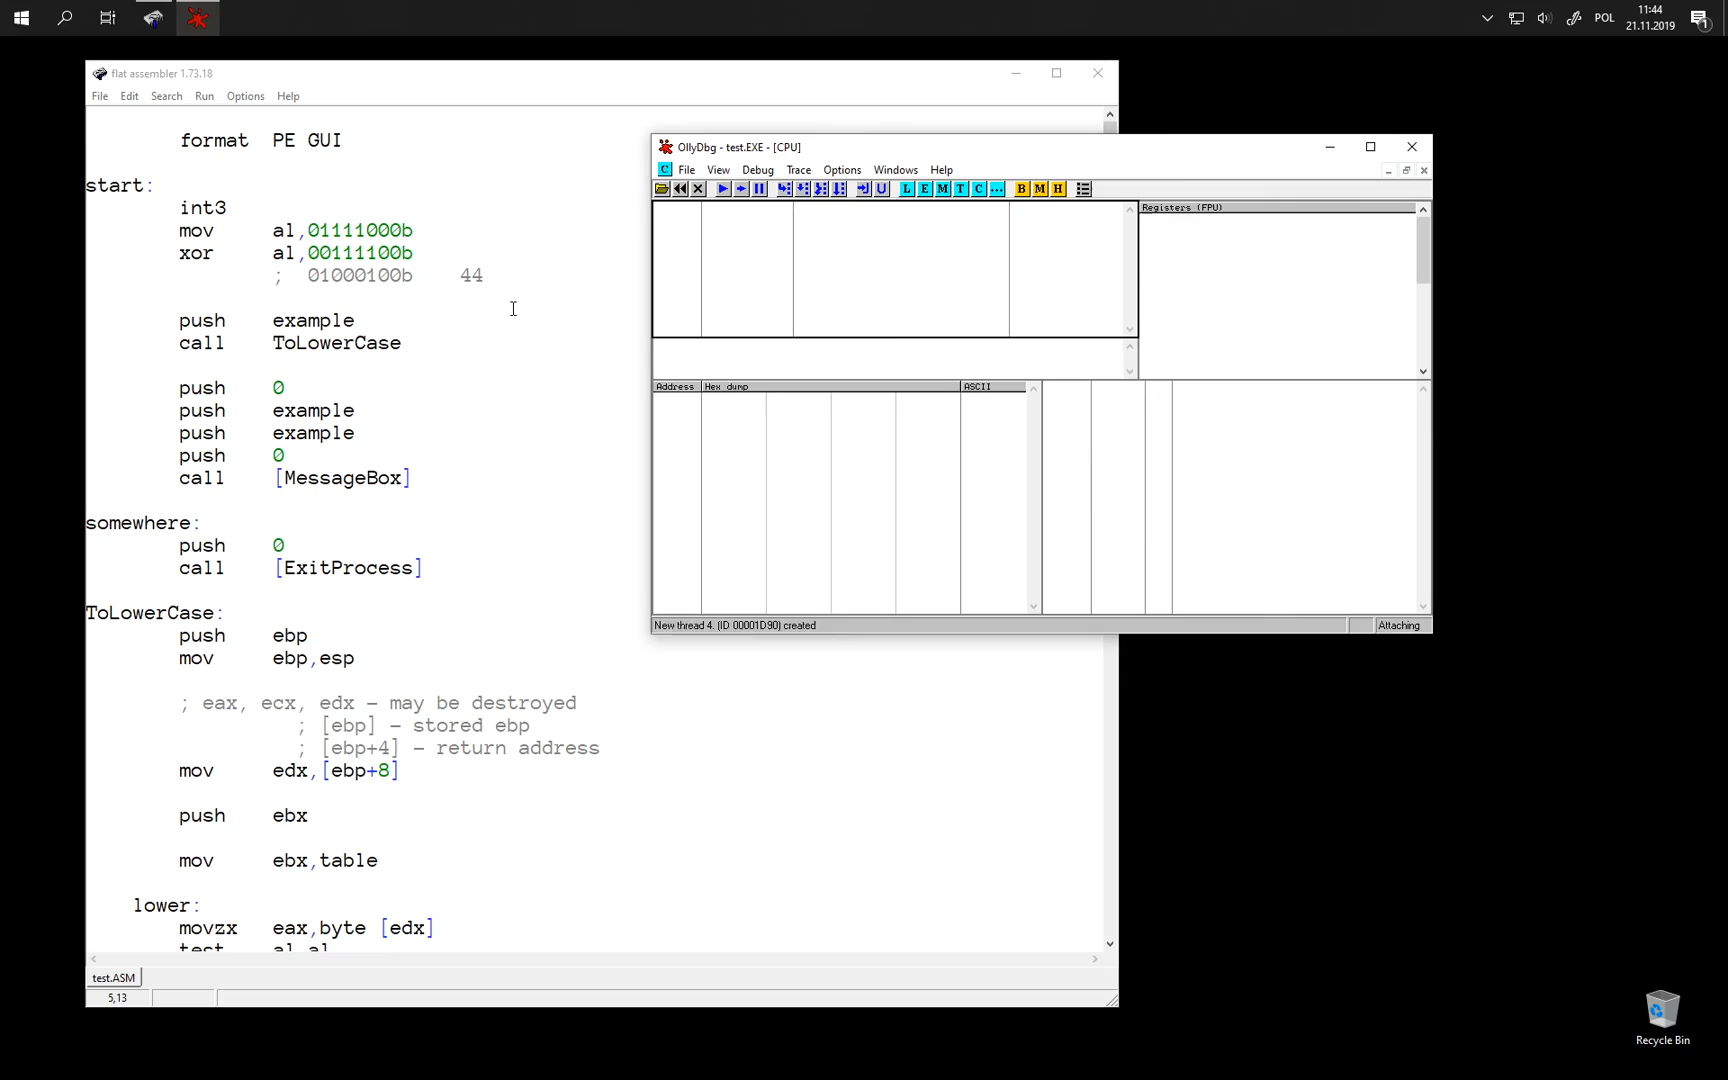 POL
11:44
21.11.2019
1
flat assembler 1.73.18
File Edit Search Run Options Help
format PE GUI
start:
int3
mov al,01111000b
xor al,00111100b
; 01000100b 44
push example
call ToLowerCase
push 0
push example
push example
push 0
call [MessageBox]
somewhere:
push 0
call [ExitProcess]
ToLowerCase:
push ebp
mov ebp,esp
; eax, ecx, edx – may be destroyed
; [ebp] – stored ebp
; [ebp+4] – return address
mov edx,[ebp+8]
push ebx
mov ebx,table
lower:
movzx eax,byte [edx]
test al,al
test.ASM
5,13
OllyDbg - test.EXE - [CPU]
C File View Debug Trace Options Windows Help
U L E M T C ... B M H
Registers (FPU)
Address Hex dump ASCII
New thread 4. (ID 00001D90) created
Attaching
Recycle Bin